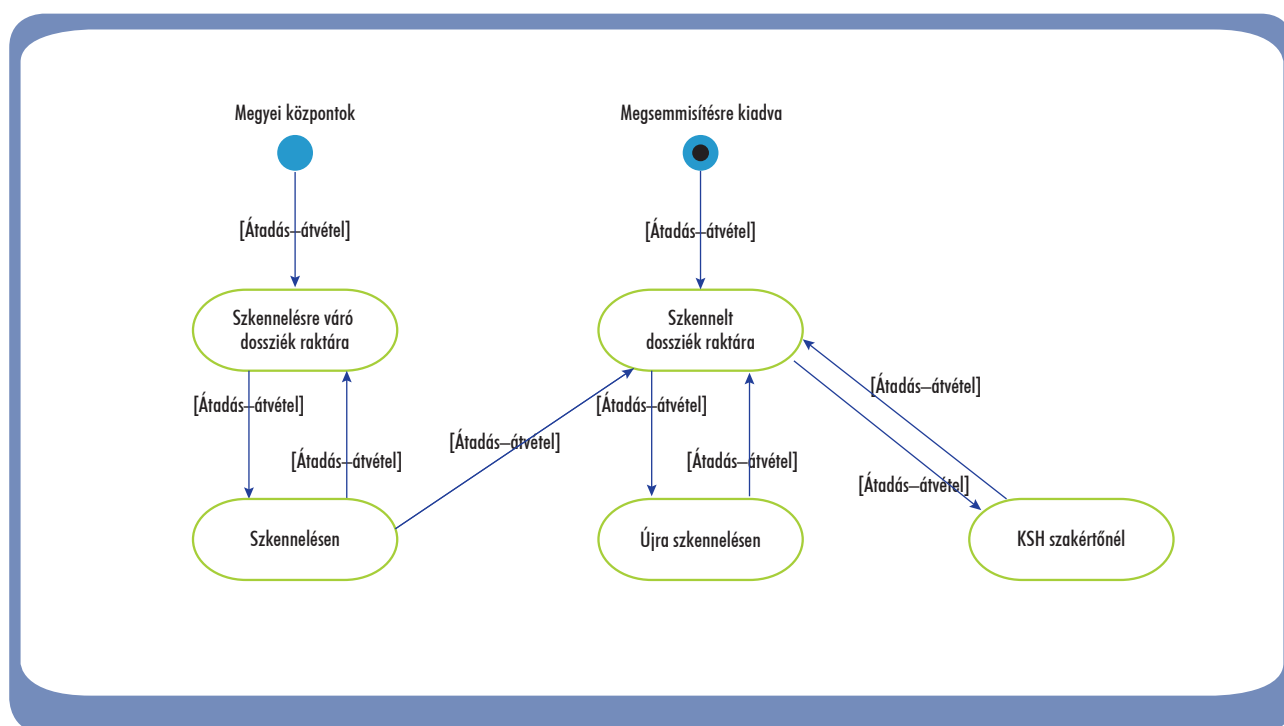 Megyei központok
Megsemmisítésre kiadva
[Átadás–átvétel]
[Átadás–átvétel]
Szkennelésre váró
dossziék raktára
Szkennelt
dossziék raktára
[Átadás–átvétel]
[Átadás–átvétel]
[Átadás–átvétel]
[Átadás–átvétel]
[Átadás–átvétel]
[Átadás–átvétel]
[Átadás–átvétel]
Szkennelésen
Újra szkennelésen
KSH szakértőnél